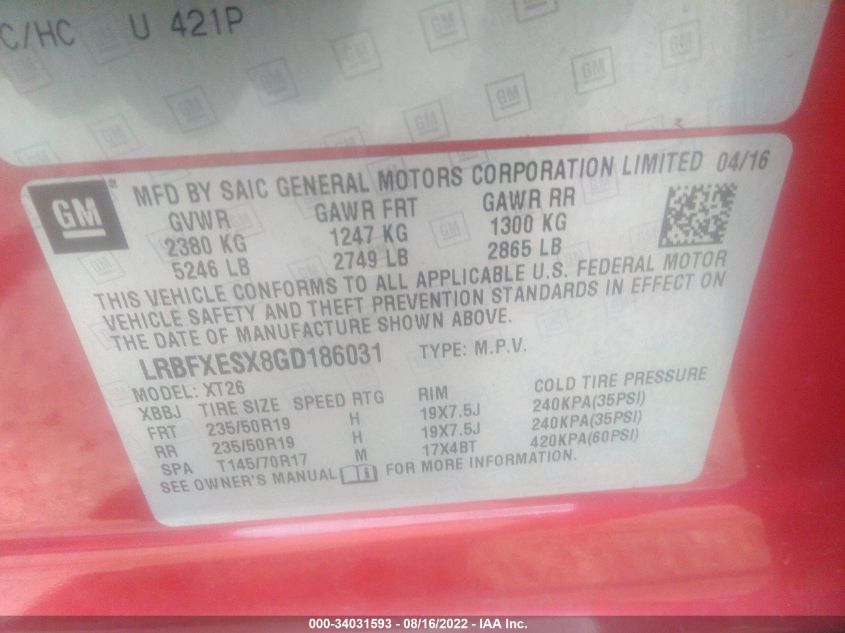 C/HC U 421P
GM
MFD BY SAIC GENERAL MOTORS CORPORATION LIMITED 04/16
GVWR GAWR FRT GAWR RR
2380 KG 1247 KG 1300 KG
5246 LB 2749 LB 2865 LB
THIS VEHICLE CONFORMS TO ALL APPLICABLE U.S. FEDERAL MOTOR
VEHICLE SAFETY AND THEFT PREVENTION STANDARDS IN EFFECT ON
THE DATE OF MANUFACTURE SHOWN ABOVE.
LRBFXESX8GD186031 TYPE: M.P.V.
MODEL: XT26
XBBJ TIRE SIZE SPEED RTG RIM COLD TIRE PRESSURE
FRT 235/50R19 H 19X7.5J 240KPA(35PSI)
RR 235/50R19 H 19X7.5J 240KPA(35PSI)
SPA T145/70R17 M 17X4BT 420KPA(60PSI)
SEE OWNER'S MANUAL FOR MORE INFORMATION.
000-34031593 - 08/16/2022 - IAA Inc.